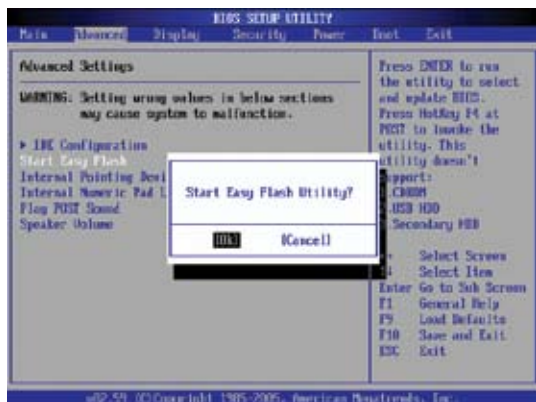 BIOS SETUP UTILITY
Main Advanced Display Security Power Boot Exit
Advanced Settings
WARNING: Setting wrong values in below sections
may cause system to malfunction.
▶ IDE Configuration
Start Easy Flash
Internal Pointing Devi
Internal Numeric Pad L
Play POST Sound
Speaker Volume
Start Easy Flash Utility?
[Ok] [Cancel]
Press ENTER to run
the utility to select
and update BIOS.
Press HotKey F4 at
POST to invoke the
utility. This
utility doesn't
support:
CDROM
USB HDD
Secondary HDD
Select Screen
Select Item
Enter Go to Sub Screen
F1 General Help
F9 Load Defaults
F10 Save and Exit
ESC Exit
v02.59 (C)Copyright 1985-2005, American Megatrends, Inc.